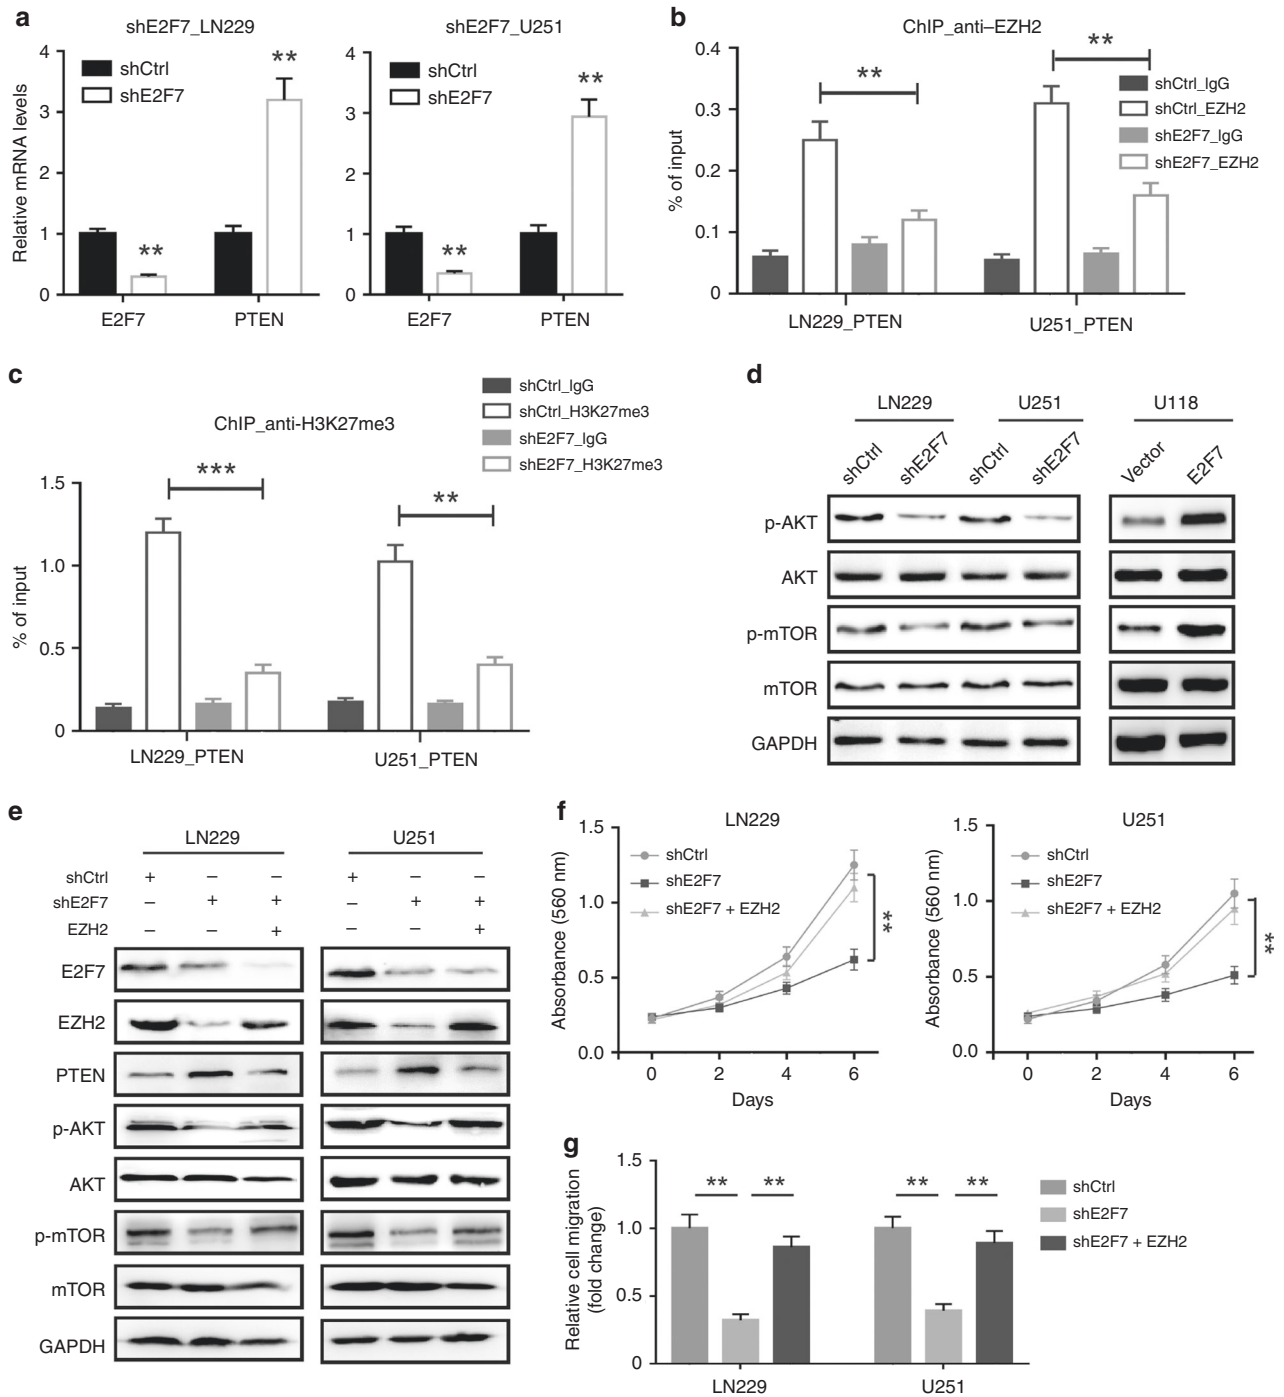 a
shE2F7_LN229
shE2F7_U251
Relative mRNA levels
4
3
2
1
0
shCtrl
shE2F7
**
**
E2F7
PTEN
4
3
2
1
0
shCtrl
shE2F7
**
**
E2F7
PTEN
b
ChIP_anti–EZH2
% of input
0.4
0.3
0.2
0.1
0
**
**
shCtrl_IgG
shCtrl_EZH2
shE2F7_IgG
shE2F7_EZH2
LN229_PTEN
U251_PTEN
c
ChIP_anti-H3K27me3
shCtrl_IgG
shCtrl_H3K27me3
shE2F7_IgG
shE2F7_H3K27me3
% of input
1.5
1.0
0.5
0
***
**
LN229_PTEN
U251_PTEN
d
LN229
U251
U118
shCtrl
shE2F7
shCtrl
shE2F7
Vector
E2F7
p-AKT
AKT
p-mTOR
mTOR
GAPDH
e
LN229
U251
shCtrl + – – + – –
shE2F7 – + + – + +
EZH2 – – + – – +
E2F7
EZH2
PTEN
p-AKT
AKT
p-mTOR
mTOR
GAPDH
f
LN229
Absorbance (560 nm)
1.5
1.0
0.5
0.0
shCtrl
shE2F7
shE2F7 + EZH2
**
0 2 4 6
Days
U251
Absorbance (560 nm)
1.5
1.0
0.5
0.0
shCtrl
shE2F7
shE2F7 + EZH2
**
0 2 4 6
Days
g
Relative cell migration
(fold change)
1.5
1.0
0.5
0
** **
** **
shCtrl
shE2F7
shE2F7 + EZH2
LN229
U251